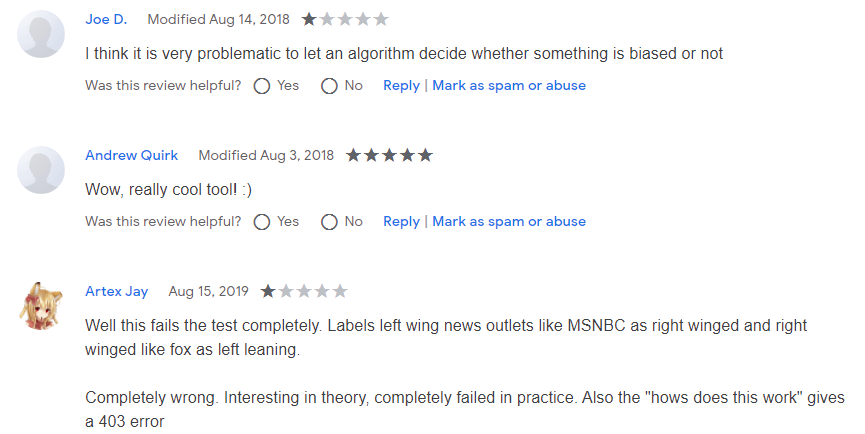 Joe D. Modified Aug 14, 2018
I think it is very problematic to let an algorithm decide whether something is biased or not
Was this review helpful? Yes No Reply | Mark as spam or abuse
Andrew Quirk Modified Aug 3, 2018
Wow, really cool tool! :)
Was this review helpful? Yes No Reply | Mark as spam or abuse
Artex Jay Aug 15, 2019
Well this fails the test completely. Labels left wing news outlets like MSNBC as right winged and right
winged like fox as left leaning.
Completely wrong. Interesting in theory, completely failed in practice. Also the "hows does this work" gives
a 403 error